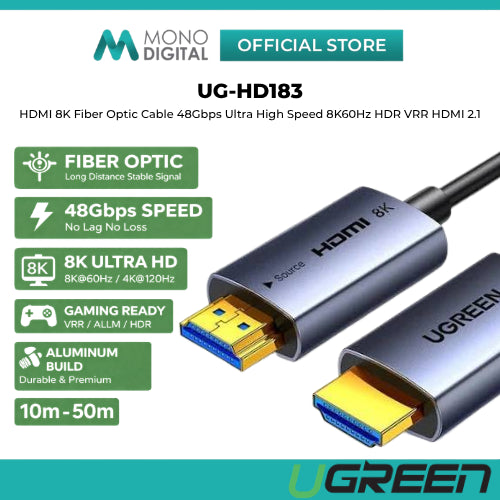 MONO
DIGITAL
OFFICIAL STORE
UG-HD183
HDMI 8K Fiber Optic Cable 48Gbps Ultra High Speed 8K60Hz HDR VRR HDMI 2.1
FIBER OPTIC
Long Distance Stable Signal
48Gbps SPEED
No Lag No Loss
8K
8K ULTRA HD
8K@60Hz / 4K@120Hz
GAMING READY
VRR / ALLM / HDR
ALUMINUM
BUILD
Durable & Premium
10m - 50m
Source
HDMI 8K
UGREEN
UGREEN